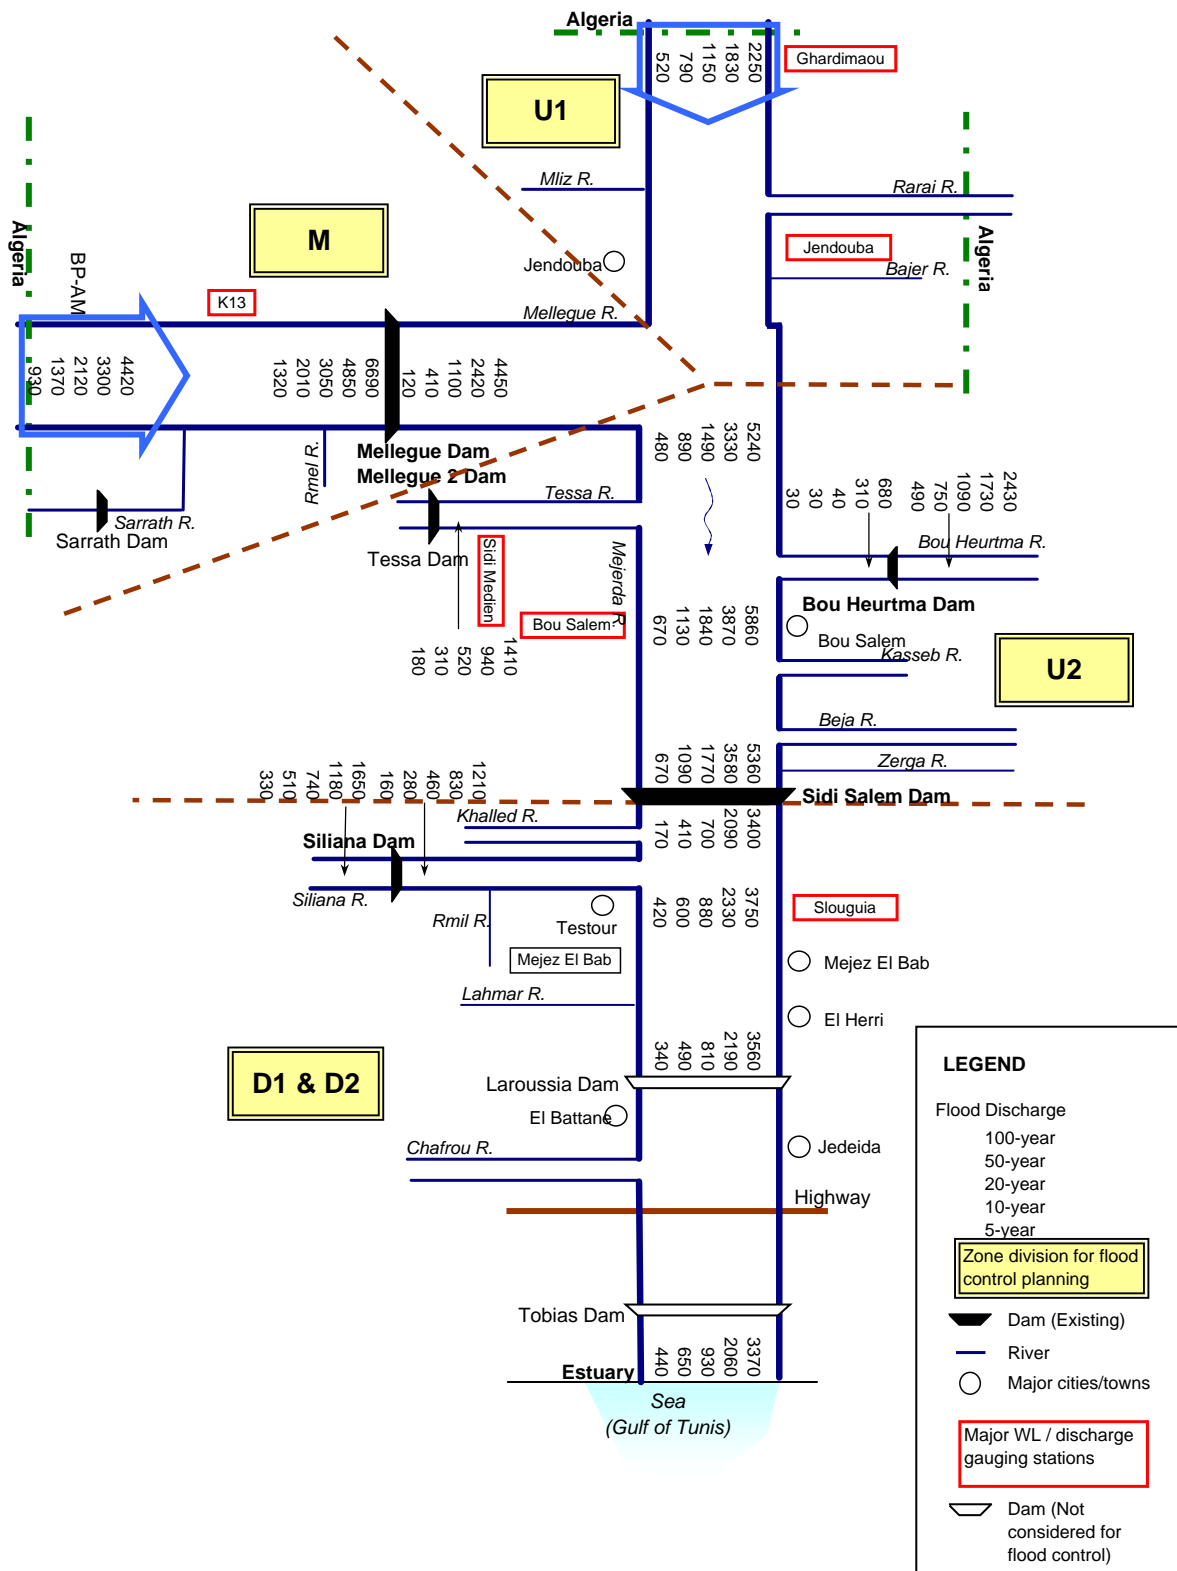 Algeria
2250
1830
1150
790
520
Ghardimaou
U1
Mliz R.
Rarai R.
M
Jendouba
Bajer R.
Jendouba
Algeria
Algeria
BP-AM
K13
Mellegue R.
4420
3300
2120
1370
930
6690
4850
3050
2010
1320
4450
2420
1100
410
120
Rmel R.
Mellegue Dam
Mellegue 2 Dam
5240
3330
1490
890
480
Sarrath R.
Sarrath Dam
Tessa R.
Tessa Dam
Sidi Medien
Mejerda R.
680
310
40
30
30
2430
1730
1090
750
490
Bou Heurtma R.
Bou Heurtma Dam
Bou Salem
5860
3870
1840
1130
670
Bou Salem
Kasseb R.
1410
940
520
310
180
U2
Beja R.
Zerga R.
5360
3580
1770
1090
670
Sidi Salem Dam
1650
1180
740
510
330
1210
830
460
280
160
Khalled R.
3400
2090
700
410
170
Siliana Dam
Siliana R.
Rmil R.
Testour
3750
2330
880
600
420
Slouguia
Mejez El Bab
Mejez El Bab
Lahmar R.
El Herri
D1 & D2
3560
2190
810
490
340
Laroussia Dam
El Battane
Chafrou R.
Jedeida
Highway
Tobias Dam
3370
2060
930
650
440
Estuary
Sea
(Gulf of Tunis)
LEGEND
Flood Discharge
100-year
50-year
20-year
10-year
5-year
Zone division for flood
control planning
Dam (Existing)
River
Major cities/towns
Major WL / discharge
gauging stations
Dam (Not
considered for
flood control)